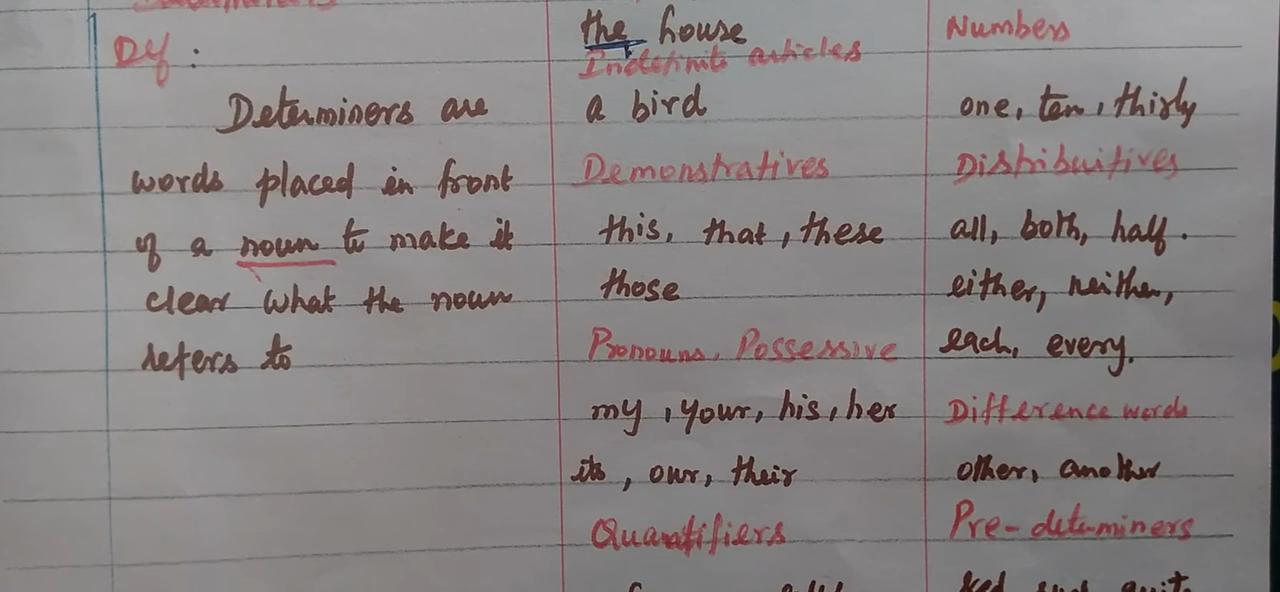 Def :
Determiners are
words placed in front
of a noun to make it
clear what the noun
refers to
the house
Indefinite articles
a bird
Demonstratives
this, that, these
those
Pronouns, Possessive
my, your, his, her
its, our, their
Quantifiers
Numbers
one, ten, thirty
Distribuitives
all, both, half.
either, neither,
each, every.
Difference words
other, another
Pre-determiners